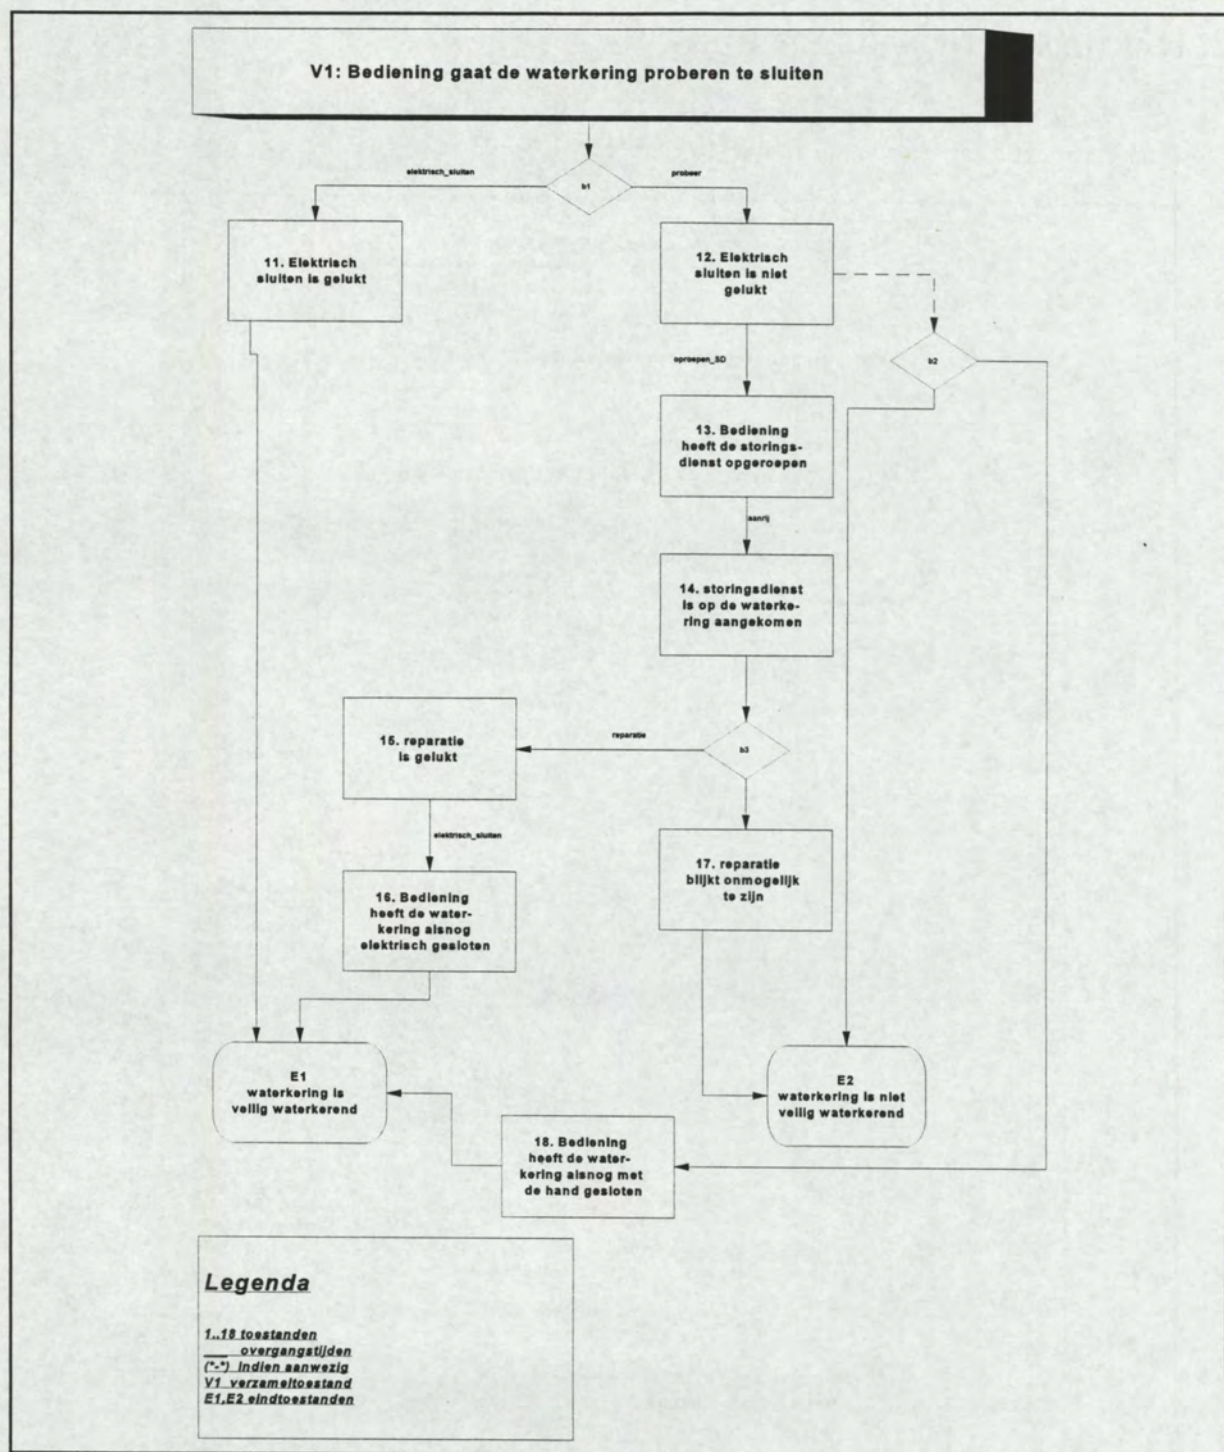 V1: Bediening gaat de waterkering proberen te sluiten
elektrisch_sluiten
b1
probeer
11. Elektrisch
sluiten is gelukt
12. Elektrisch
sluiten is niet
gelukt
b2
oproepen_SD
13. Bediening
heeft de storings-
dienst opgeroepen
aanrij
14. storingsdienst
is op de waterke-
ring aangekomen
15. reparatie
is gelukt
reparatie
b3
elektrisch_sluiten
16. Bediening
heeft de water-
kering alsnog
elektrisch gesloten
17. reparatie
blijkt onmogelijk
te zijn
E1
waterkering is
veilig waterkerend
E2
waterkering is niet
veilig waterkerend
18. Bediening
heeft de water-
kering alsnog met
de hand gesloten
Legenda
1..18 toestanden
___ overgangstijden
(*-*) Indien aanwezig
V1 verzameltoestand
E1,E2 eindtoestanden